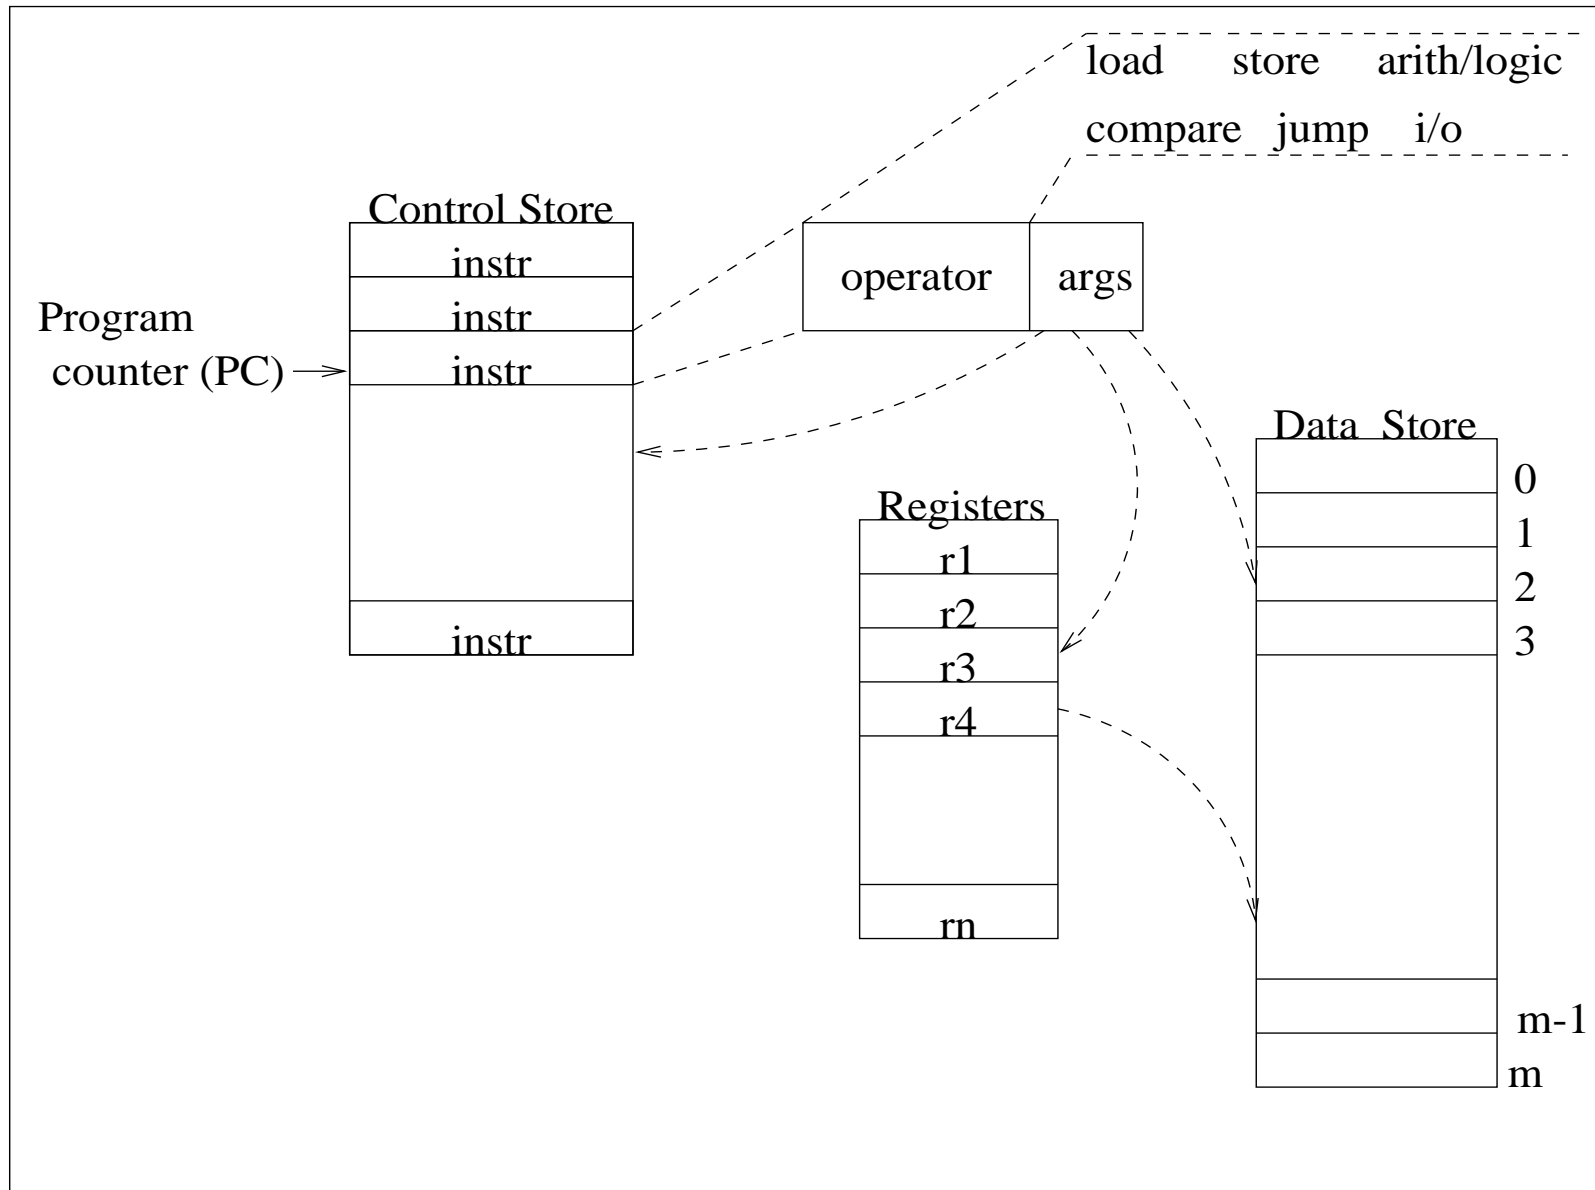 load store arith/logic
compare jump i/o
Control Store
instr
instr
instr
instr
Program
counter (PC)
operator args
Registers
r1
r2
r3
r4
rn
Data Store
0
1
2
3
m-1
m